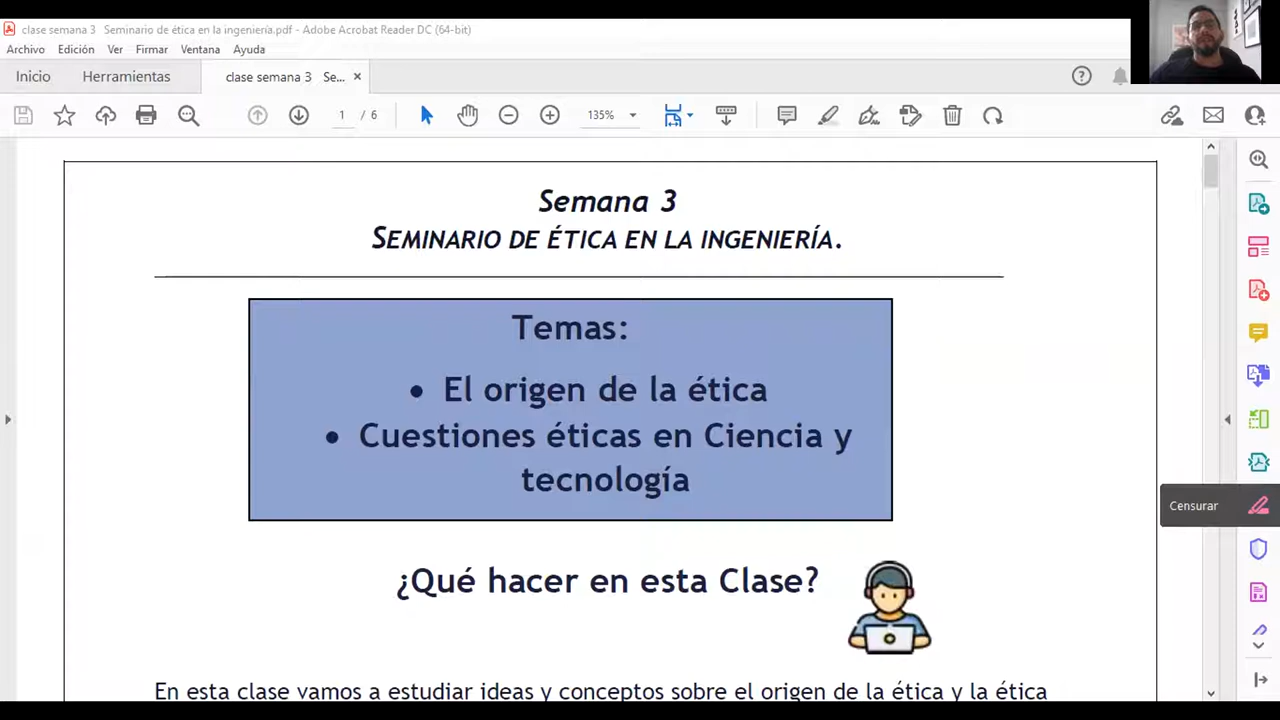 clase semana 3 Seminario de ética en la ingeniería.pdf - Adobe Acrobat Reader DC (64-bit)
Archivo Edición Ver Firmar Ventana Ayuda
Inicio Herramientas clase semana 3 Se... ×
1 / 6 135%
Semana 3
SEMINARIO DE ÉTICA EN LA INGENIERÍA.
Temas:
• El origen de la ética
• Cuestiones éticas en Ciencia y
tecnología
Censurar
¿Qué hacer en esta Clase?
En esta clase vamos a estudiar ideas y conceptos sobre el origen de la ética y la ética